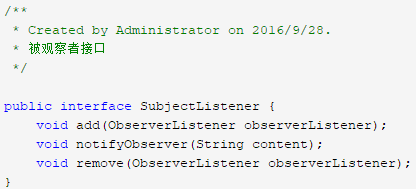 /**
 * Created by Administrator on 2016/9/28.
 * 被观察者接口
 */
public interface SubjectListener {
    void add(ObserverListener observerListener);
    void notifyObserver(String content);
    void remove(ObserverListener observerListener);
}